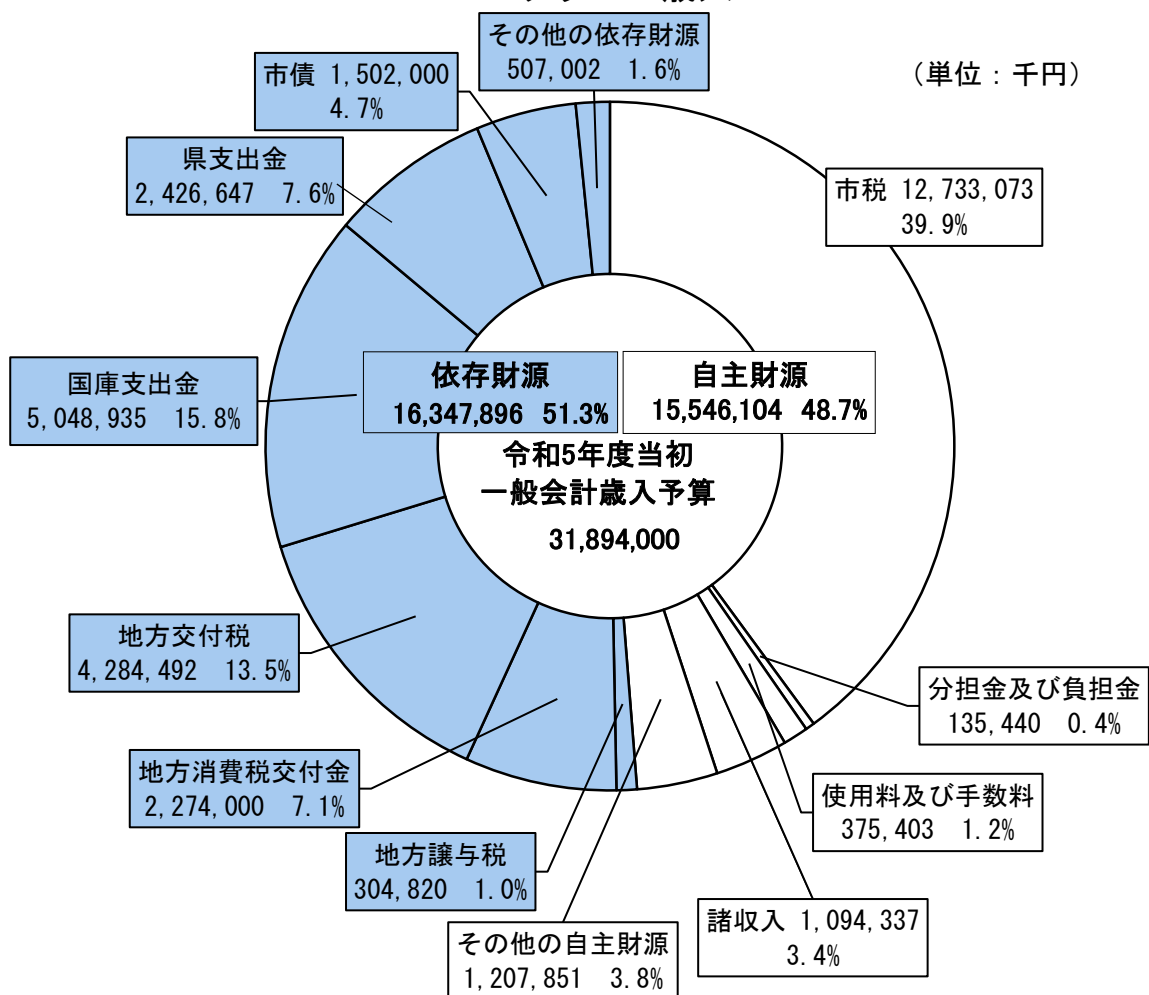 その他の依存財源
507,002 1.6%
（単位：千円）
市債 1,502,000
4.7%
県支出金
2,426,647 7.6%
市税 12,733,073
39.9%
国庫支出金
5,048,935 15.8%
依存財源
16,347,896 51.3%
自主財源
15,546,104 48.7%
令和5年度当初
一般会計歳入予算
31,894,000
地方交付税
4,284,492 13.5%
分担金及び負担金
135,440 0.4%
地方消費税交付金
2,274,000 7.1%
使用料及び手数料
375,403 1.2%
地方譲与税
304,820 1.0%
諸収入 1,094,337
3.4%
その他の自主財源
1,207,851 3.8%